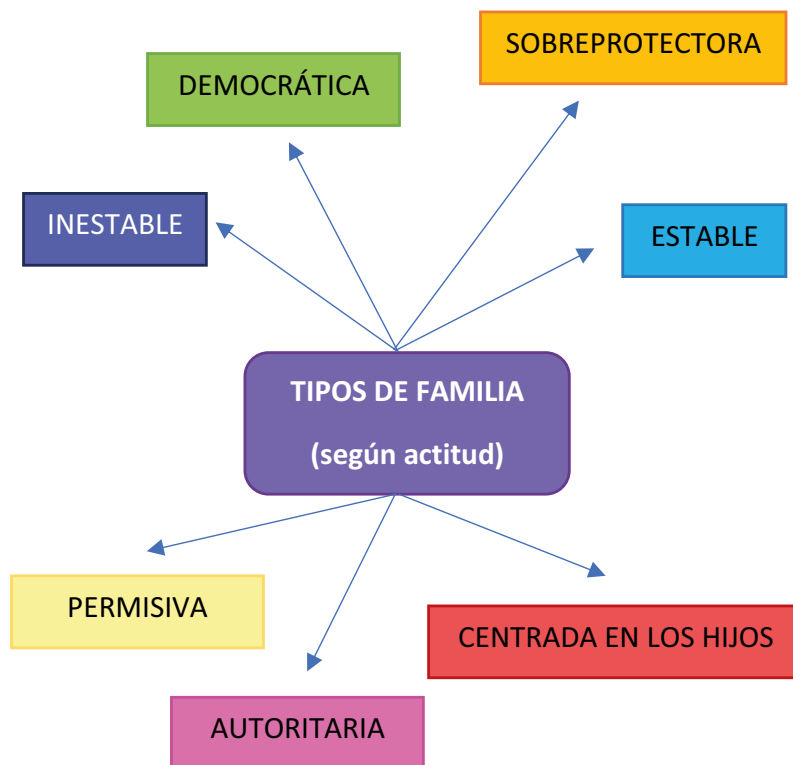 SOBREPROTECTORA
DEMOCRÁTICA
INESTABLE
ESTABLE
TIPOS DE FAMILIA
(según actitud)
PERMISIVA
CENTRADA EN LOS HIJOS
AUTORITARIA